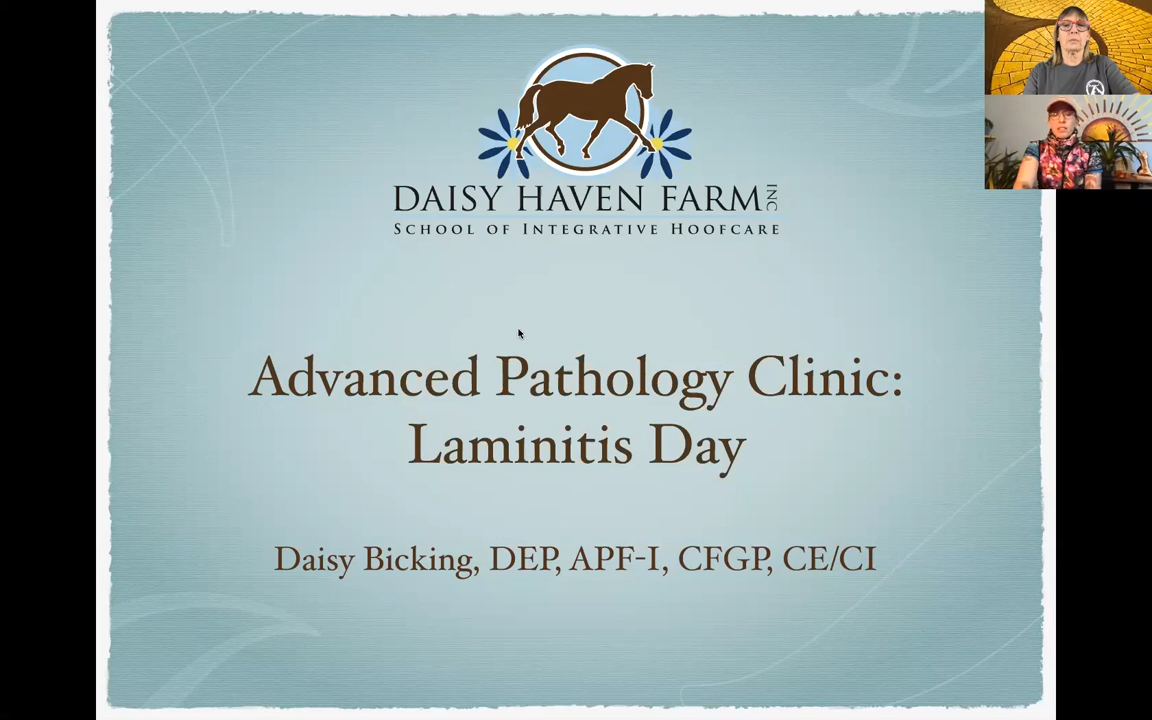 DAISY HAVEN FARM INC
SCHOOL OF INTEGRATIVE HOOFCARE
Advanced Pathology Clinic:
Laminitis Day
Daisy Bicking, DEP, APF-I, CFGP, CE/CI